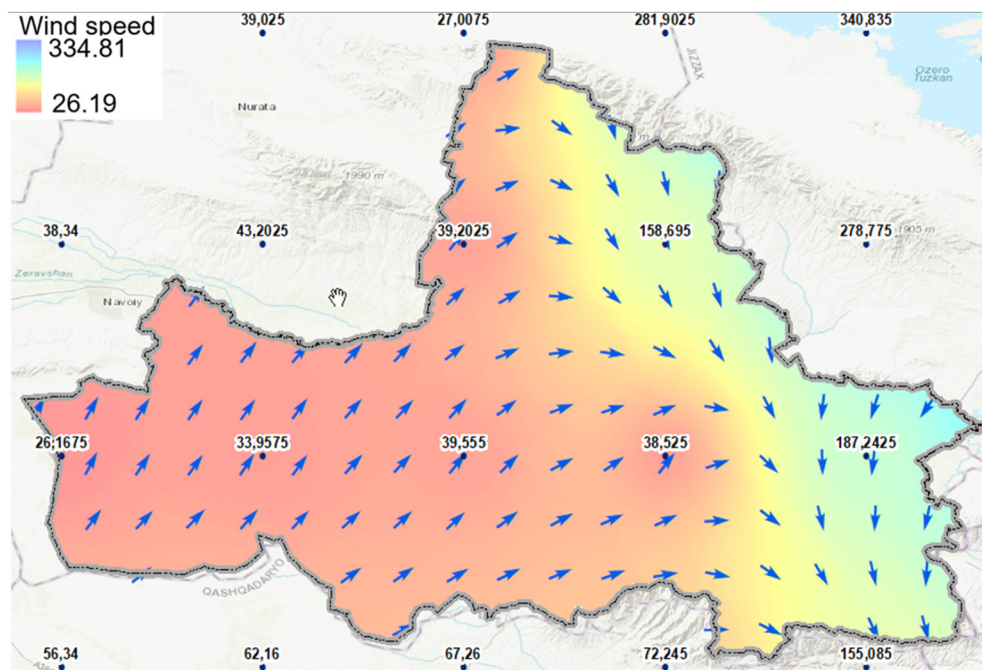 Wind speed
334.81
26.19
39,025
27,0075
281,9025
340,835
JIZZAX
Ozero
Tuzkan
Nurata
1990 m
38,34
43,2025
39,2025
158,695
278,775
1905 m
Zeravshan
Navoiy
26,1675
33,9575
39,555
38,525
187,2425
QASHQADARYO
56,34
62,16
67,26
72,245
155,085